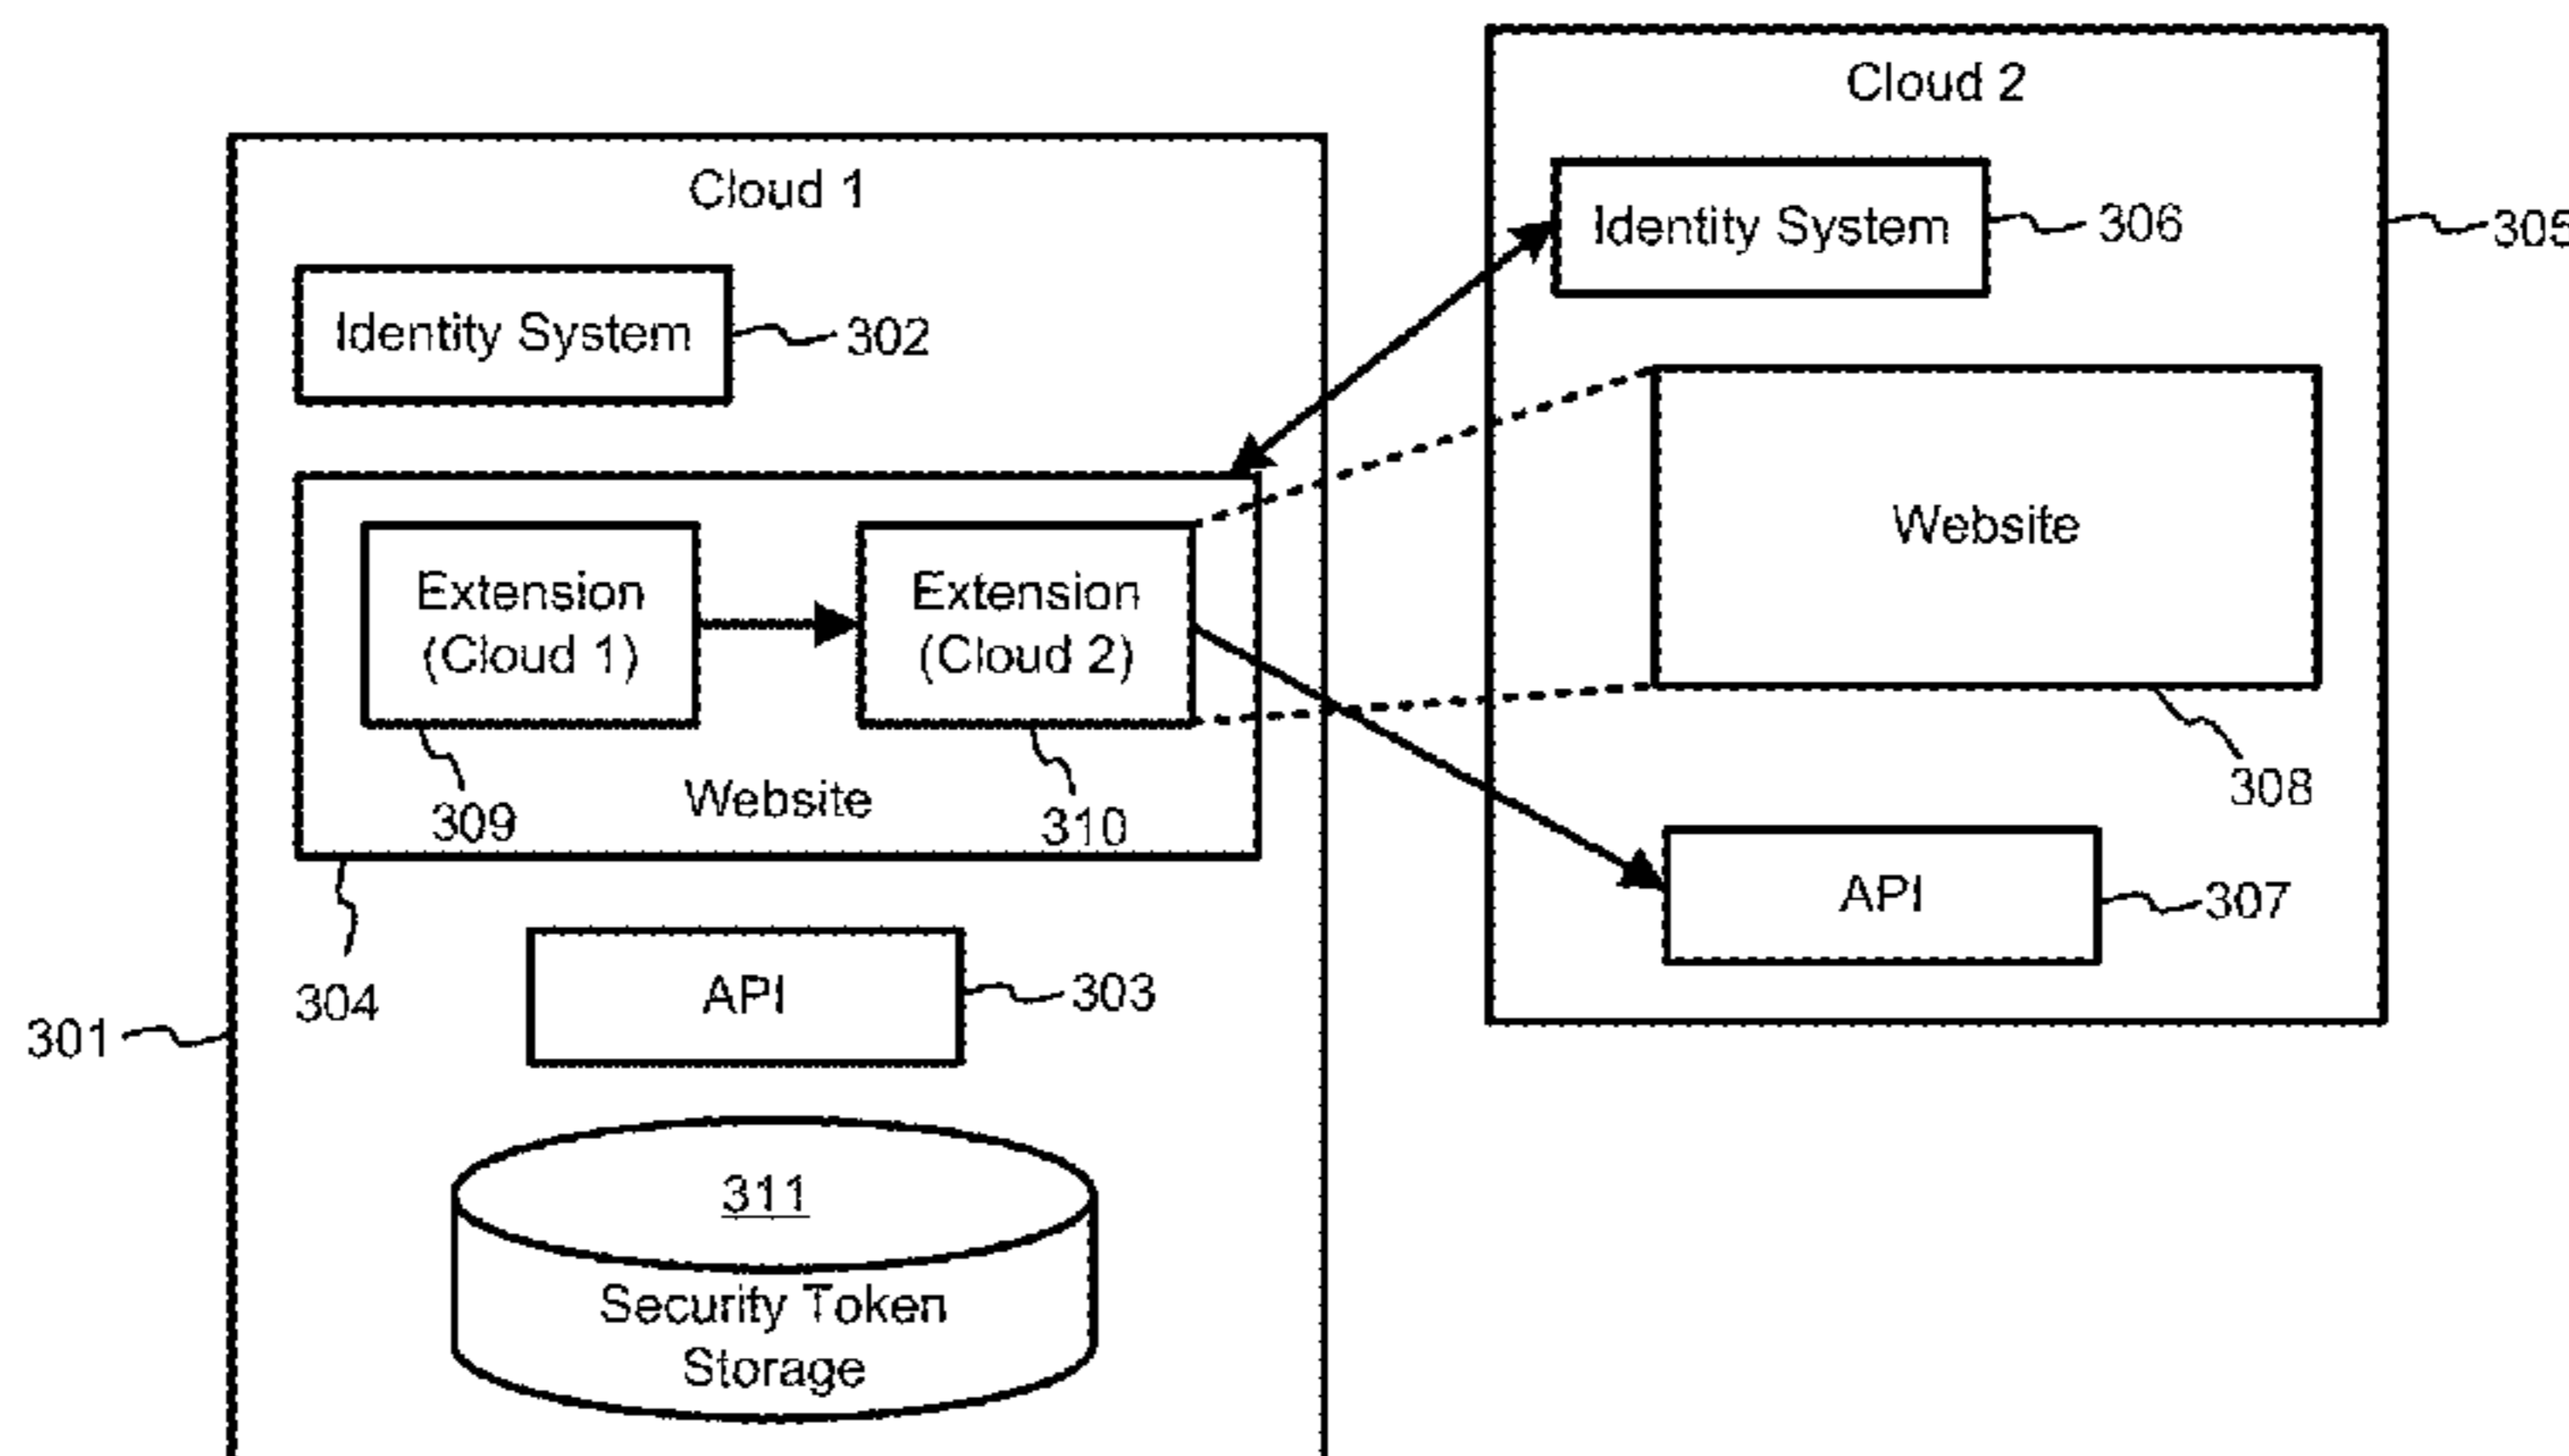 Cloud 1
Identity System
302
Extension
(Cloud 1)
Extension
(Cloud 2)
309
Website
310
304
API
303
301
311
Security Token
Storage
Cloud 2
Identity System
306
305
Website
308
API
307